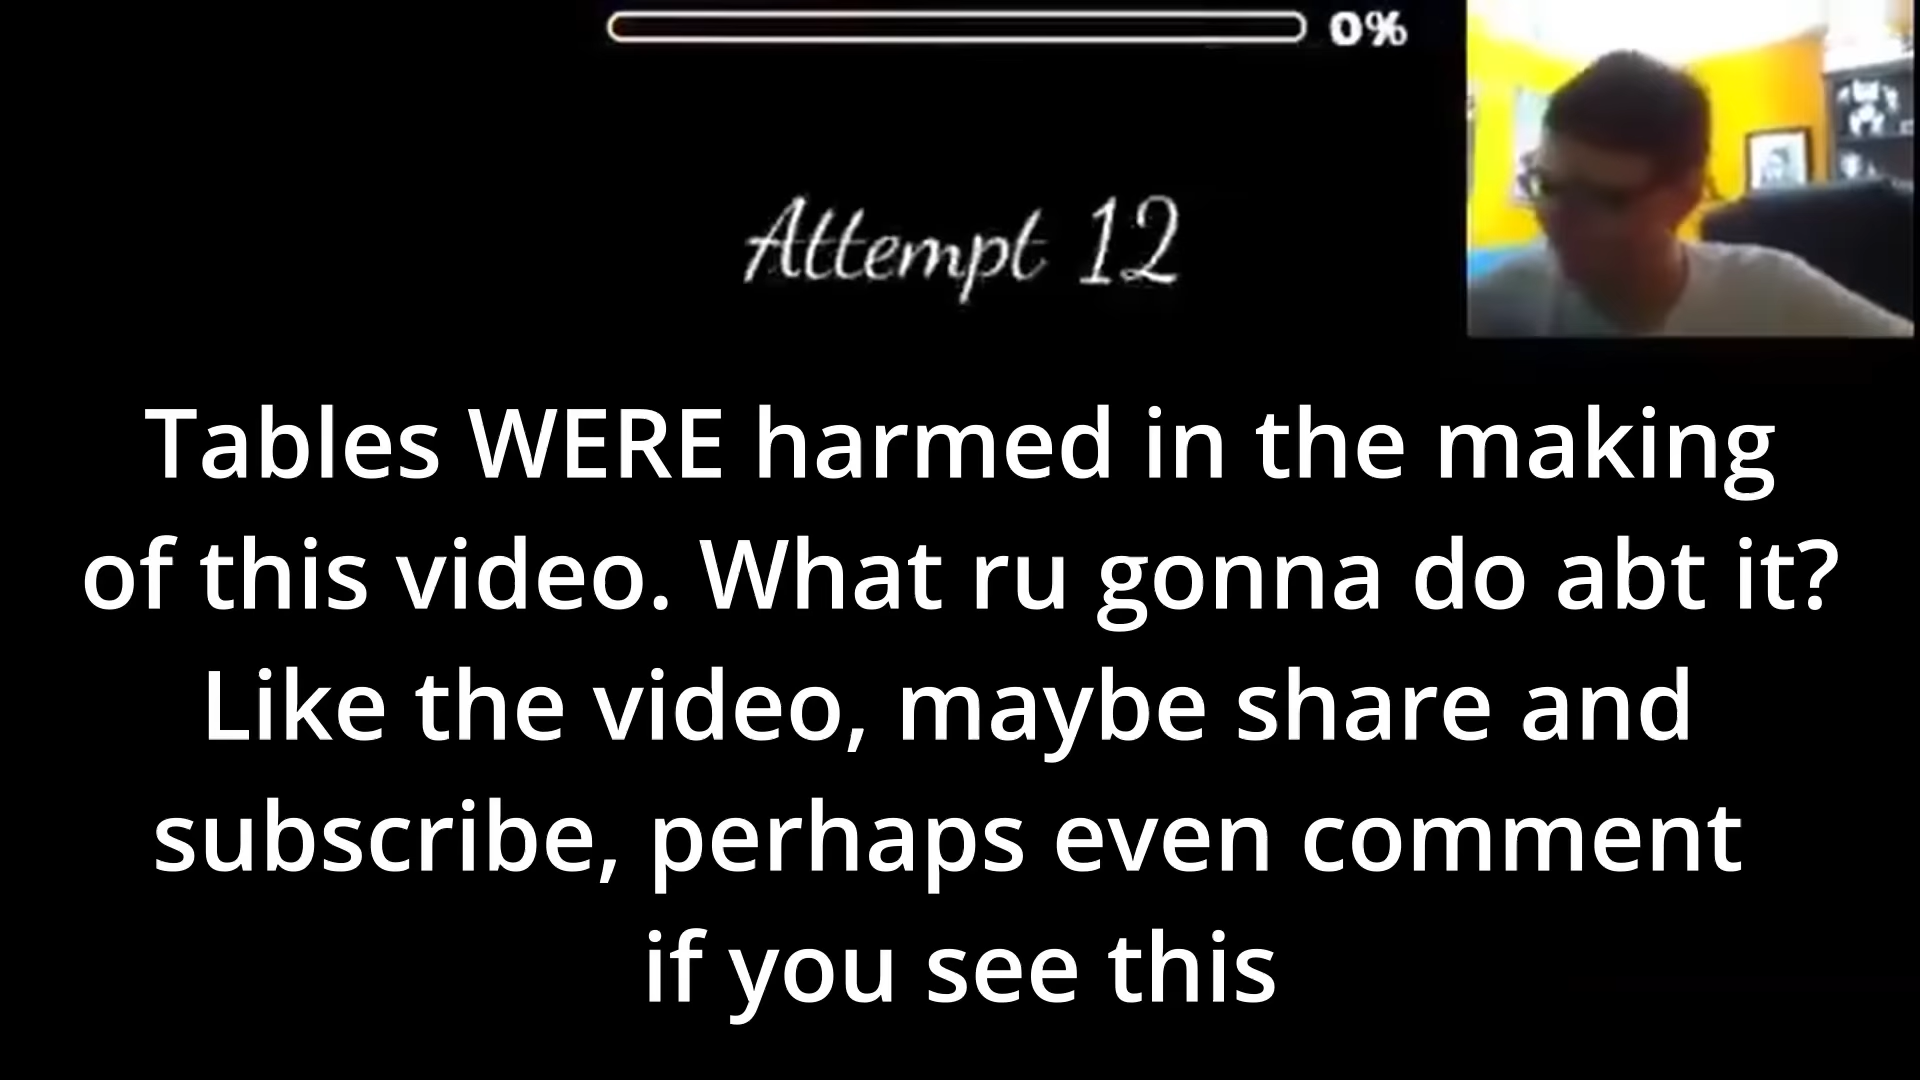 0%
Attempt 12
Tables WERE harmed in the making
of this video. What ru gonna do abt it?
Like the video, maybe share and
subscribe, perhaps even comment
if you see this